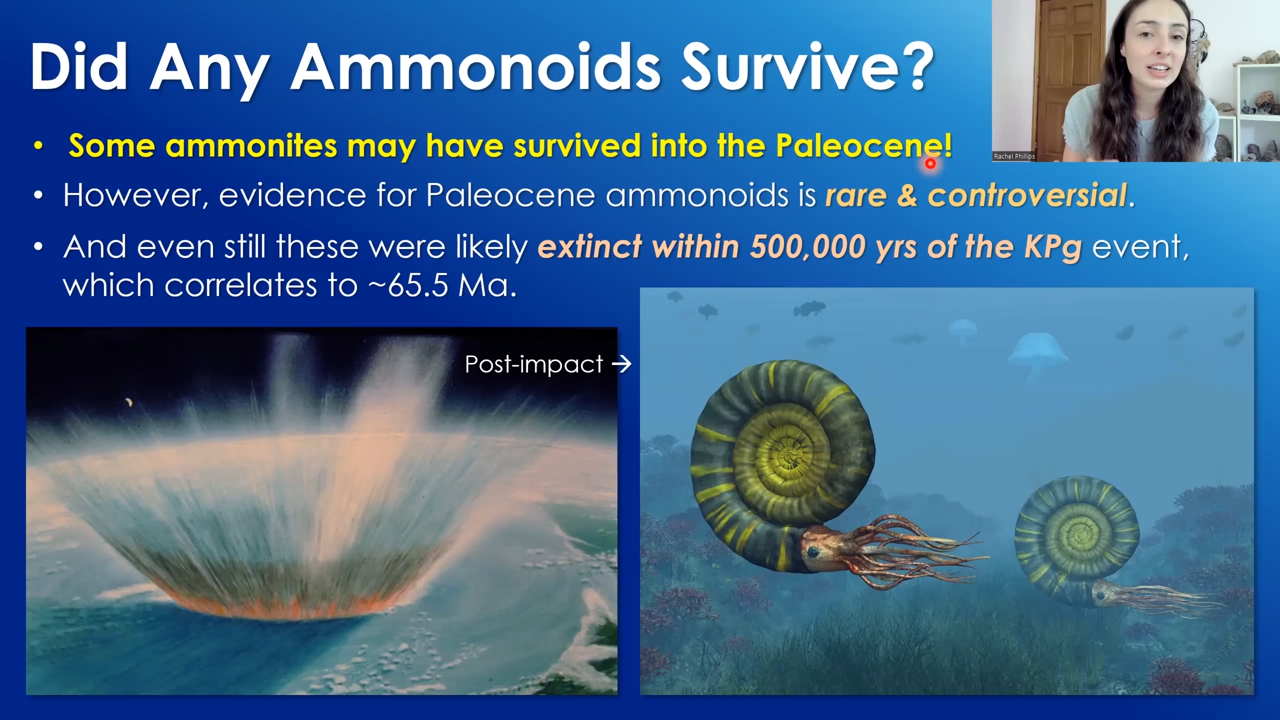 Did Any Ammonoids Survive?
• Some ammonites may have survived into the Paleocene!
• However, evidence for Paleocene ammonoids is rare & controversial.
• And even still these were likely extinct within 500,000 yrs of the KPg event,
which correlates to ~65.5 Ma.
Post-impact →
Rachel Phillips